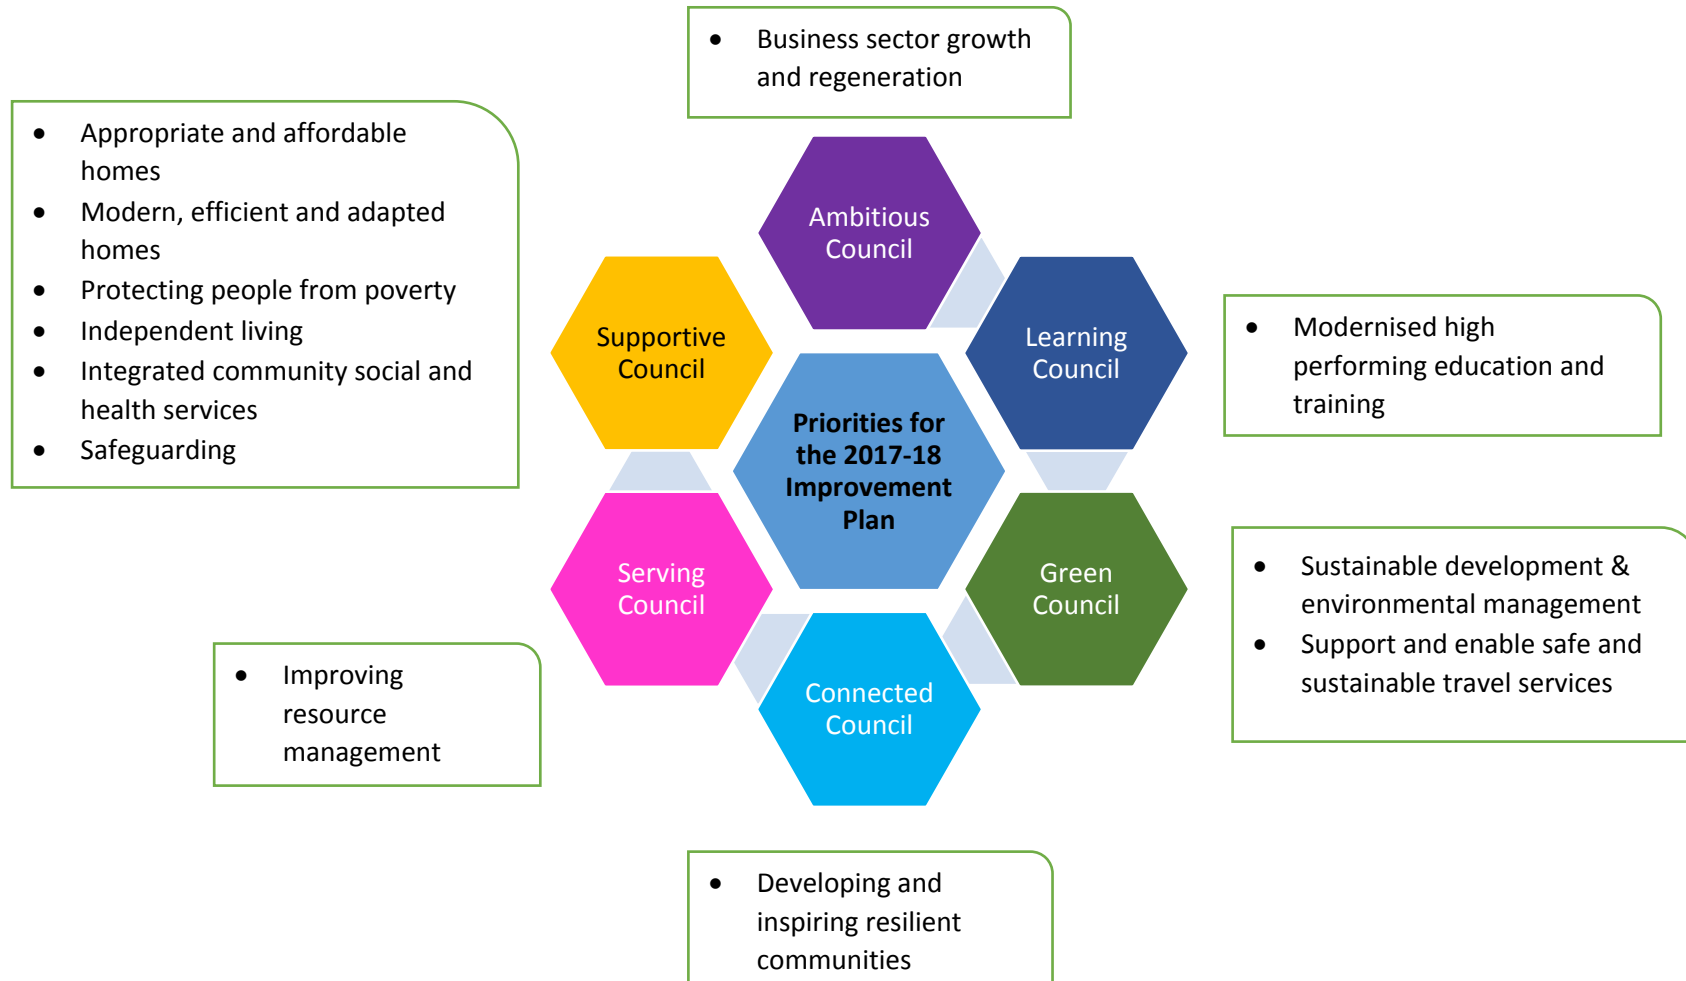 • Business sector growth
and regeneration
• Appropriate and affordable
homes
• Modern, efficient and adapted
homes
• Protecting people from poverty
• Independent living
• Integrated community social and
health services
• Safeguarding
Ambitious
Council
Supportive
Council
Learning
Council
• Modernised high
performing education and
training
Priorities for
the 2017-18
Improvement
Plan
Serving
Council
Green
Council
• Sustainable development &
environmental management
• Support and enable safe and
sustainable travel services
• Improving
resource
management
Connected
Council
• Developing and
inspiring resilient
communities